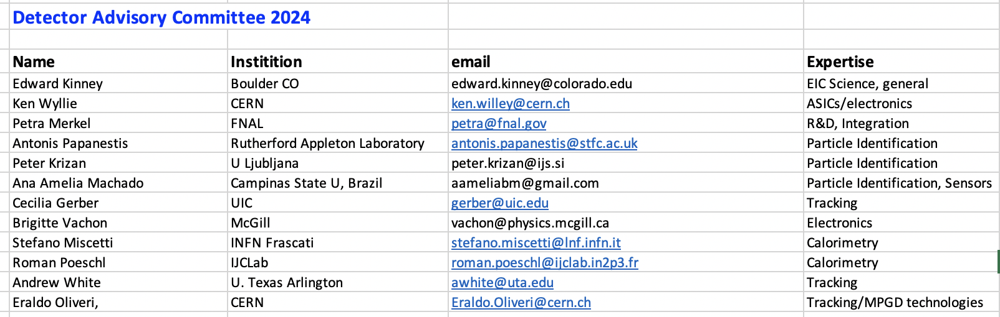 Detector Advisory Committee 2024
Name Institition email Expertise
Edward Kinney Boulder CO edward.kinney@colorado.edu EIC Science, general
Ken Wyllie CERN ken.willey@cern.ch ASICs/electronics
Petra Merkel FNAL petra@fnal.gov R&D, Integration
Antonis Papanestis Rutherford Appleton Laboratory antonis.papanestis@stfc.ac.uk Particle Identification
Peter Krizan U Ljubljana peter.krizan@ijs.si Particle Identification
Ana Amelia Machado Campinas State U, Brazil aameliabm@gmail.com Particle Identification, Sensors
Cecilia Gerber UIC gerber@uic.edu Tracking
Brigitte Vachon McGill vachon@physics.mcgill.ca Electronics
Stefano Miscetti INFN Frascati stefano.miscetti@lnf.infn.it Calorimetry
Roman Poeschl IJCLab roman.poeschl@ijclab.in2p3.fr Calorimetry
Andrew White U. Texas Arlington awhite@uta.edu Tracking
Eraldo Oliveri, CERN Eraldo.Oliveri@cern.ch Tracking/MPGD technologies